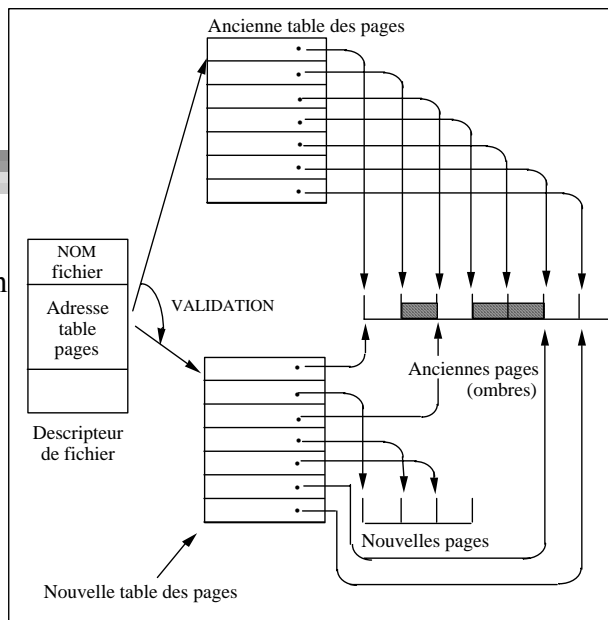 Ancienne table des pages
n
NOM
fichier
Adresse
table
pages
VALIDATION
Descripteur
de fichier
Anciennes pages
(ombres)
Nouvelles pages
Nouvelle table des pages